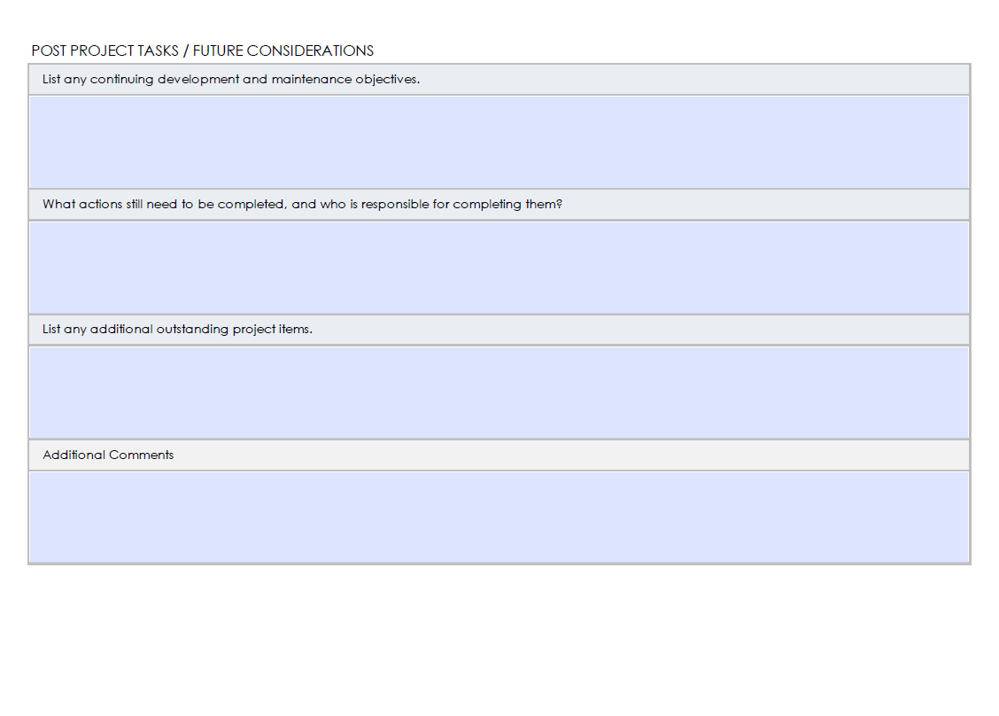 POST PROJECT TASKS / FUTURE CONSIDERATIONS
List any continuing development and maintenance objectives.
What actions still need to be completed, and who is responsible for completing them?
List any additional outstanding project items.
Additional Comments